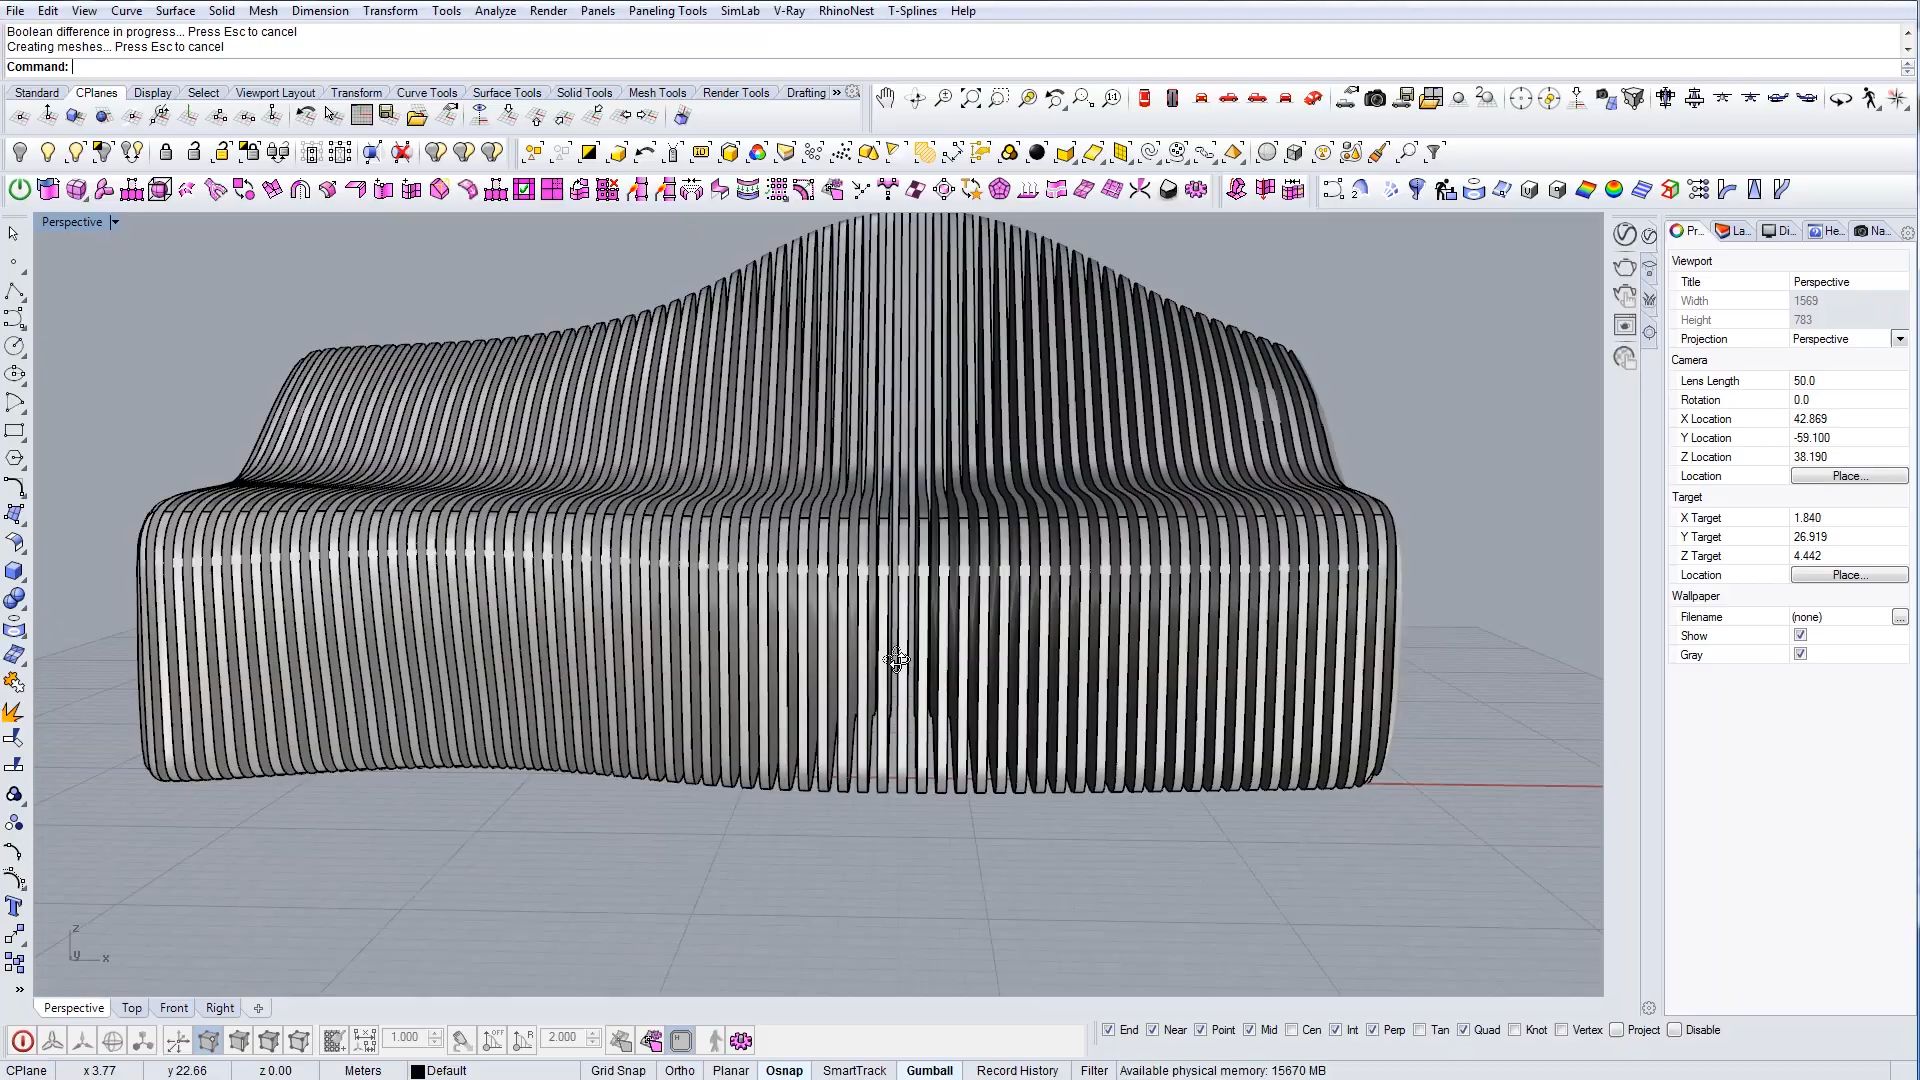 File Edit View Curve Surface Solid Mesh Dimension Transform Tools Analyze Render Panels Paneling Tools SimLab V-Ray RhinoNest T-Splines Help
Boolean difference in progress... Press Esc to cancel
Creating meshes... Press Esc to cancel
Command:
Standard CPlanes Display Select Viewport Layout Transform Curve Tools Surface Tools Solid Tools Mesh Tools Render Tools Drafting »
Perspective
Pr... La... Di... He... Na...
Viewport
Title Perspective
Width 1569
Height 783
Projection Perspective
Camera
Lens Length 50.0
Rotation 0.0
X Location 42.869
Y Location -59.100
Z Location 38.190
Location Place...
Target
X Target 1.840
Y Target 26.919
Z Target 4.442
Location Place...
Wallpaper
Filename (none) ...
Show
Gray
z
y x
»
Perspective Top Front Right
1.000 2.000
End Near Point Mid Cen Int Perp Tan Quad Knot Vertex Project Disable
CPlane x 3.77 y 22.66 z 0.00 Meters Default Grid Snap Ortho Planar Osnap SmartTrack Gumball Record History Filter Available physical memory: 15670 MB